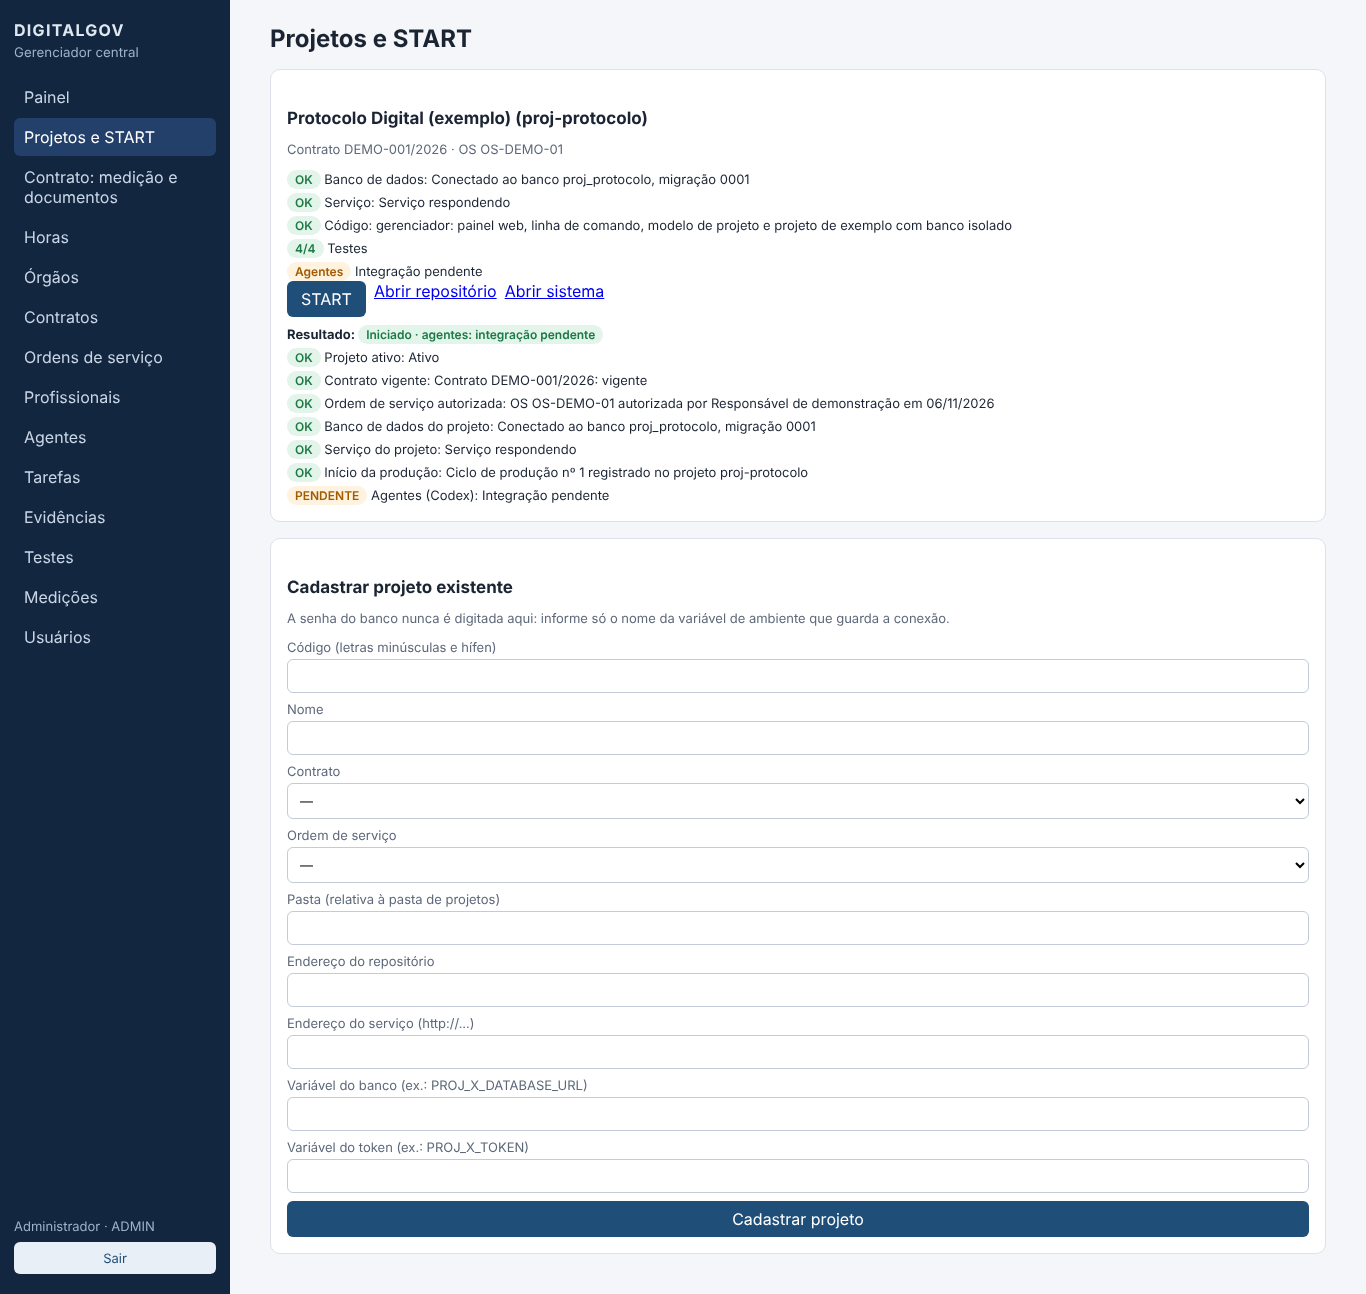 DIGITALGOV
Gerenciador central
Painel
Projetos e START
Contrato: medição e
documentos
Horas
Órgãos
Contratos
Ordens de serviço
Profissionais
Agentes
Tarefas
Evidências
Testes
Medições
Usuários
Administrador · ADMIN
Sair
Projetos e START
Protocolo Digital (exemplo) (proj-protocolo)
Contrato DEMO-001/2026 · OS OS-DEMO-01
OK Banco de dados: Conectado ao banco proj_protocolo, migração 0001
OK Serviço: Serviço respondendo
OK Código: gerenciador: painel web, linha de comando, modelo de projeto e projeto de exemplo com banco isolado
4/4 Testes
Agentes Integração pendente
START Abrir repositório Abrir sistema
Resultado: Iniciado · agentes: integração pendente
OK Projeto ativo: Ativo
OK Contrato vigente: Contrato DEMO-001/2026: vigente
OK Ordem de serviço autorizada: OS OS-DEMO-01 autorizada por Responsável de demonstração em 06/11/2026
OK Banco de dados do projeto: Conectado ao banco proj_protocolo, migração 0001
OK Serviço do projeto: Serviço respondendo
OK Início da produção: Ciclo de produção nº 1 registrado no projeto proj-protocolo
PENDENTE Agentes (Codex): Integração pendente
Cadastrar projeto existente
A senha do banco nunca é digitada aqui: informe só o nome da variável de ambiente que guarda a conexão.
Código (letras minúsculas e hífen)
Nome
Contrato
—
Ordem de serviço
—
Pasta (relativa à pasta de projetos)
Endereço do repositório
Endereço do serviço (http://...)
Variável do banco (ex.: PROJ_X_DATABASE_URL)
Variável do token (ex.: PROJ_X_TOKEN)
Cadastrar projeto